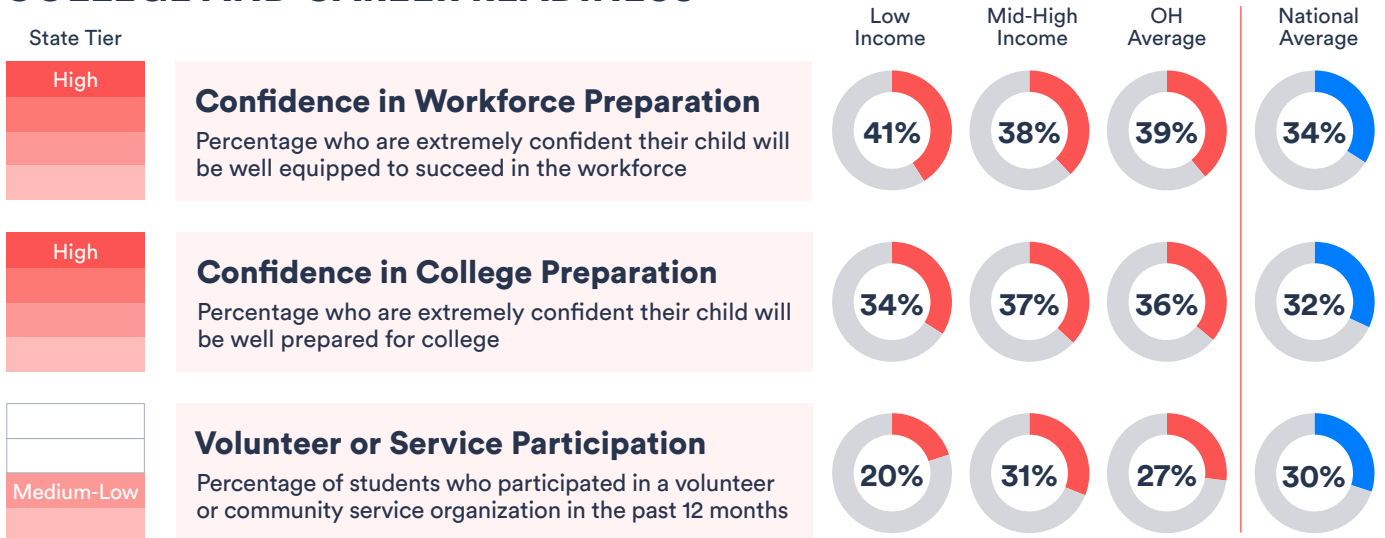 COLLEGE AND CAREER READINESS
State Tier
Low
Income
Mid-High
Income
OH
Average
National
Average
High
Confidence in Workforce Preparation
Percentage who are extremely confident their child will
be well equipped to succeed in the workforce
41%
38%
39%
34%
High
Confidence in College Preparation
Percentage who are extremely confident their child will
be well prepared for college
34%
37%
36%
32%
Medium-Low
Volunteer or Service Participation
Percentage of students who participated in a volunteer
or community service organization in the past 12 months
20%
31%
27%
30%